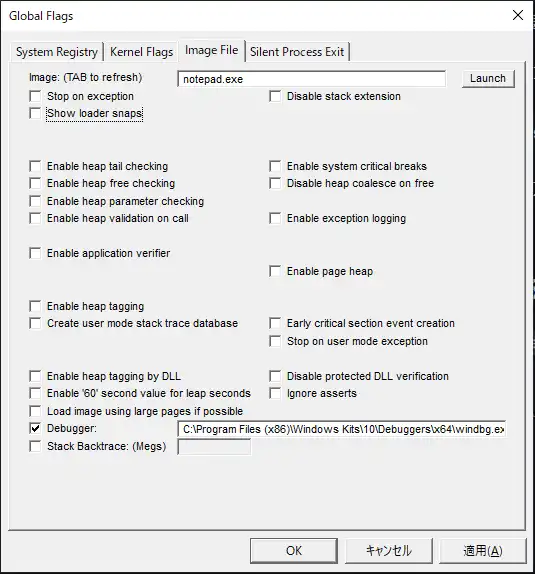 Global Flags
System Registry Kernel Flags Image File Silent Process Exit
Image: (TAB to refresh) notepad.exe Launch
Stop on exception Disable stack extension
Show loader snaps
Enable heap tail checking Enable system critical breaks
Enable heap free checking Disable heap coalesce on free
Enable heap parameter checking
Enable heap validation on call Enable exception logging
Enable application verifier
Enable page heap
Enable heap tagging
Create user mode stack trace database Early critical section event creation
Stop on user mode exception
Enable heap tagging by DLL Disable protected DLL verification
Enable '60' second value for leap seconds Ignore asserts
Load image using large pages if possible
Debugger: C:\Program Files (x86)\Windows Kits\10\Debuggers\x64\windbg.ex
Stack Backtrace: (Megs)
OK キャンセル 適用(A)